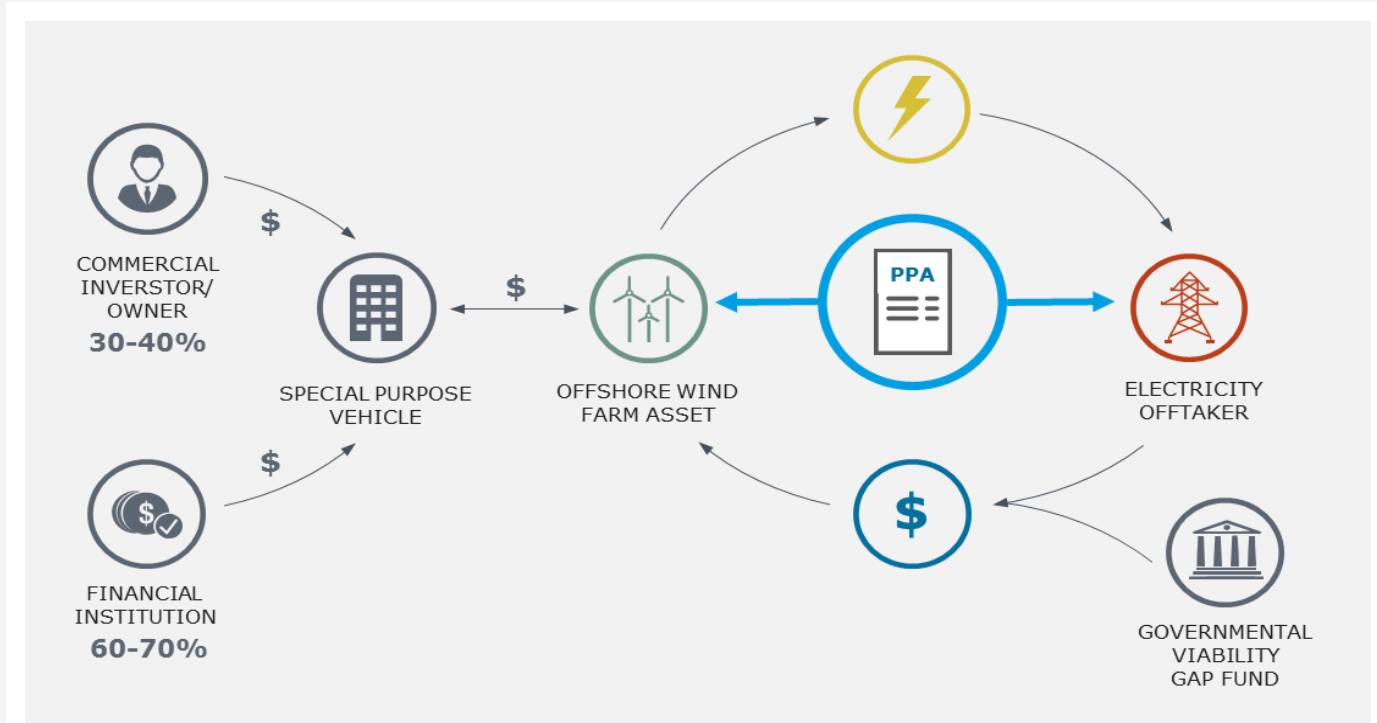 COMMERCIAL
INVERSTOR/
OWNER
30-40%
$
SPECIAL PURPOSE
VEHICLE
$
FINANCIAL
INSTITUTION
60-70%
$
$
OFFSHORE WIND
FARM ASSET
PPA
ELECTRICITY
OFFTAKER
$
GOVERNMENTAL
VIABILITY
GAP FUND